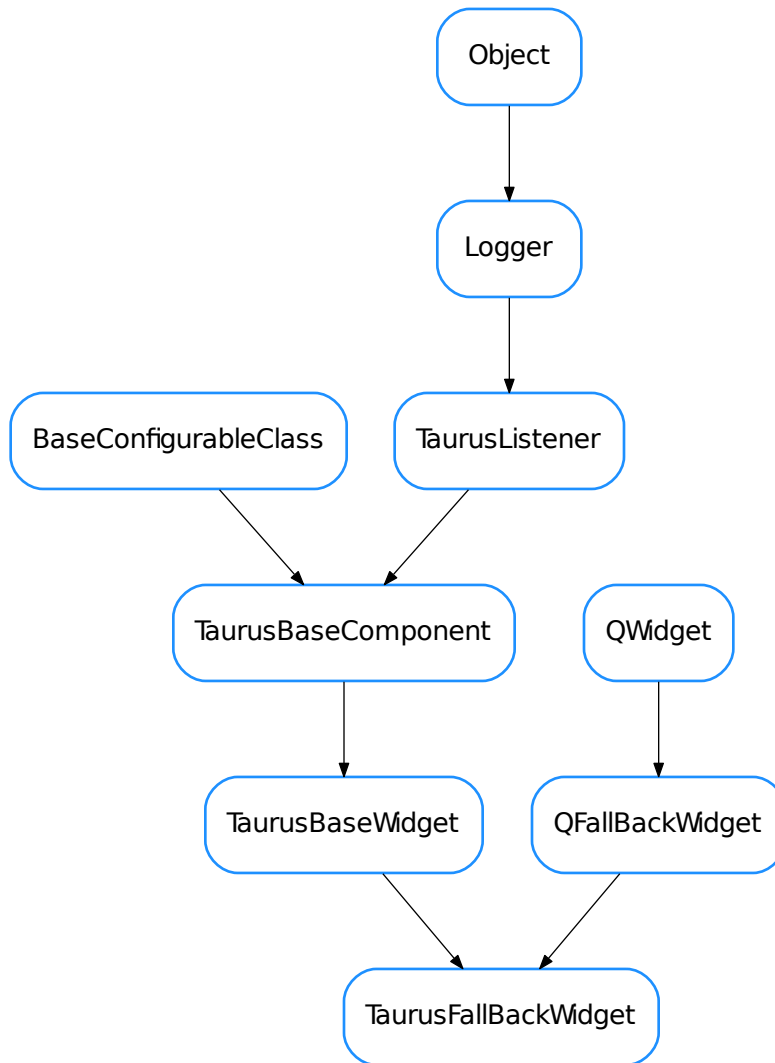 Object
Logger
BaseConfigurableClass
TaurusListener
TaurusBaseComponent
QWidget
TaurusBaseWidget
QFallBackWidget
TaurusFallBackWidget